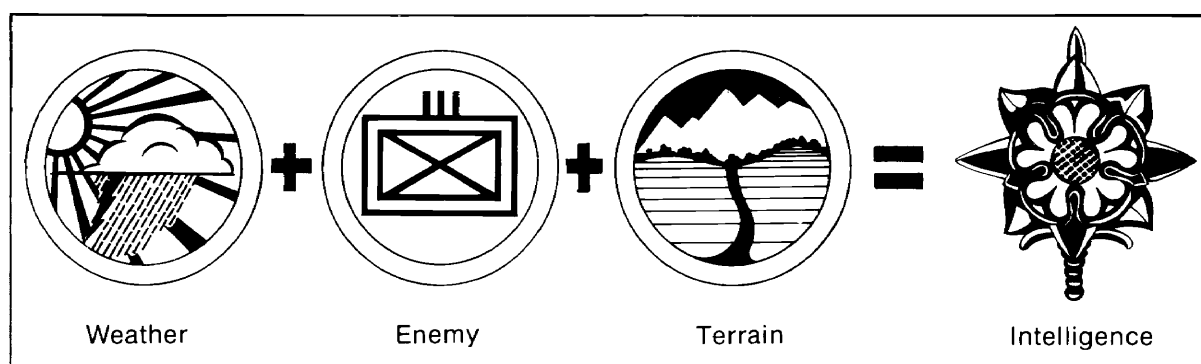 Weather + Enemy + Terrain = Intelligence